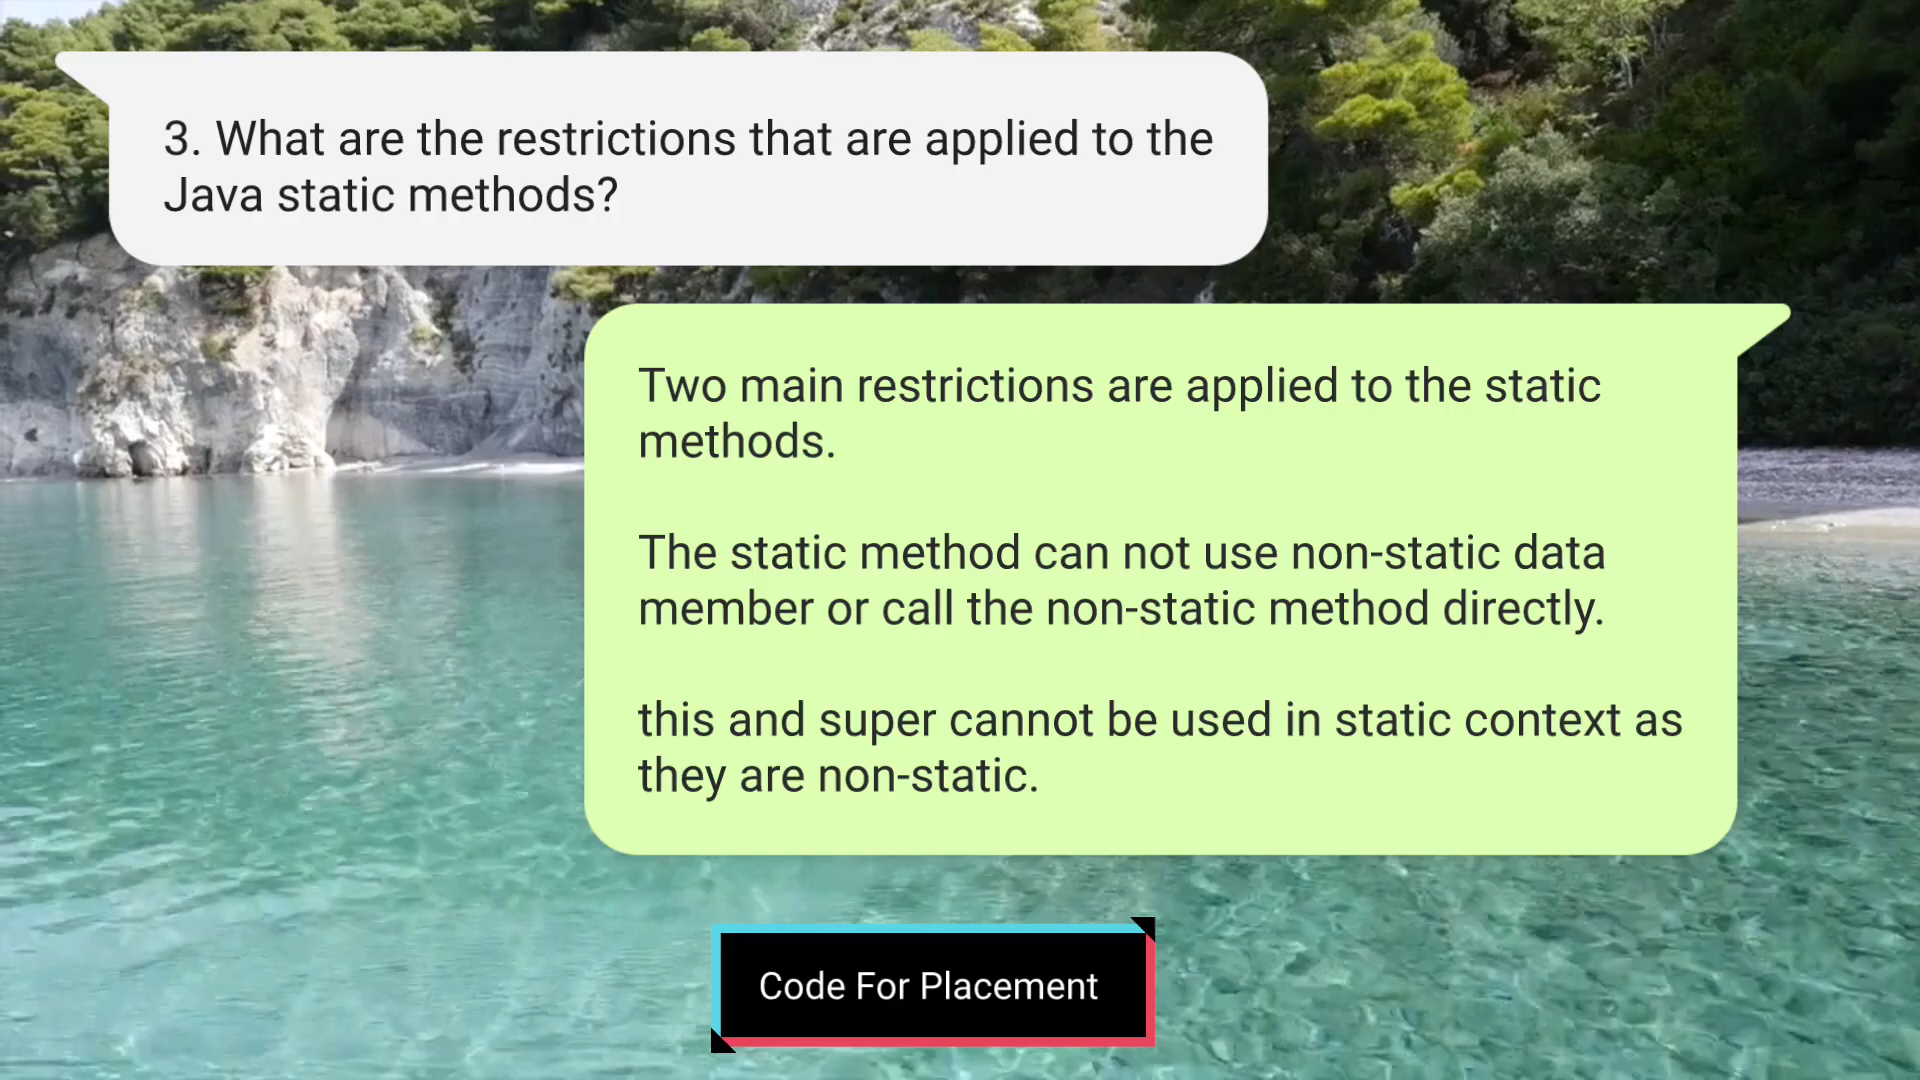 3. What are the restrictions that are applied to the
Java static methods?
Two main restrictions are applied to the static
methods.
The static method can not use non-static data
member or call the non-static method directly.
this and super cannot be used in static context as
they are non-static.
Code For Placement